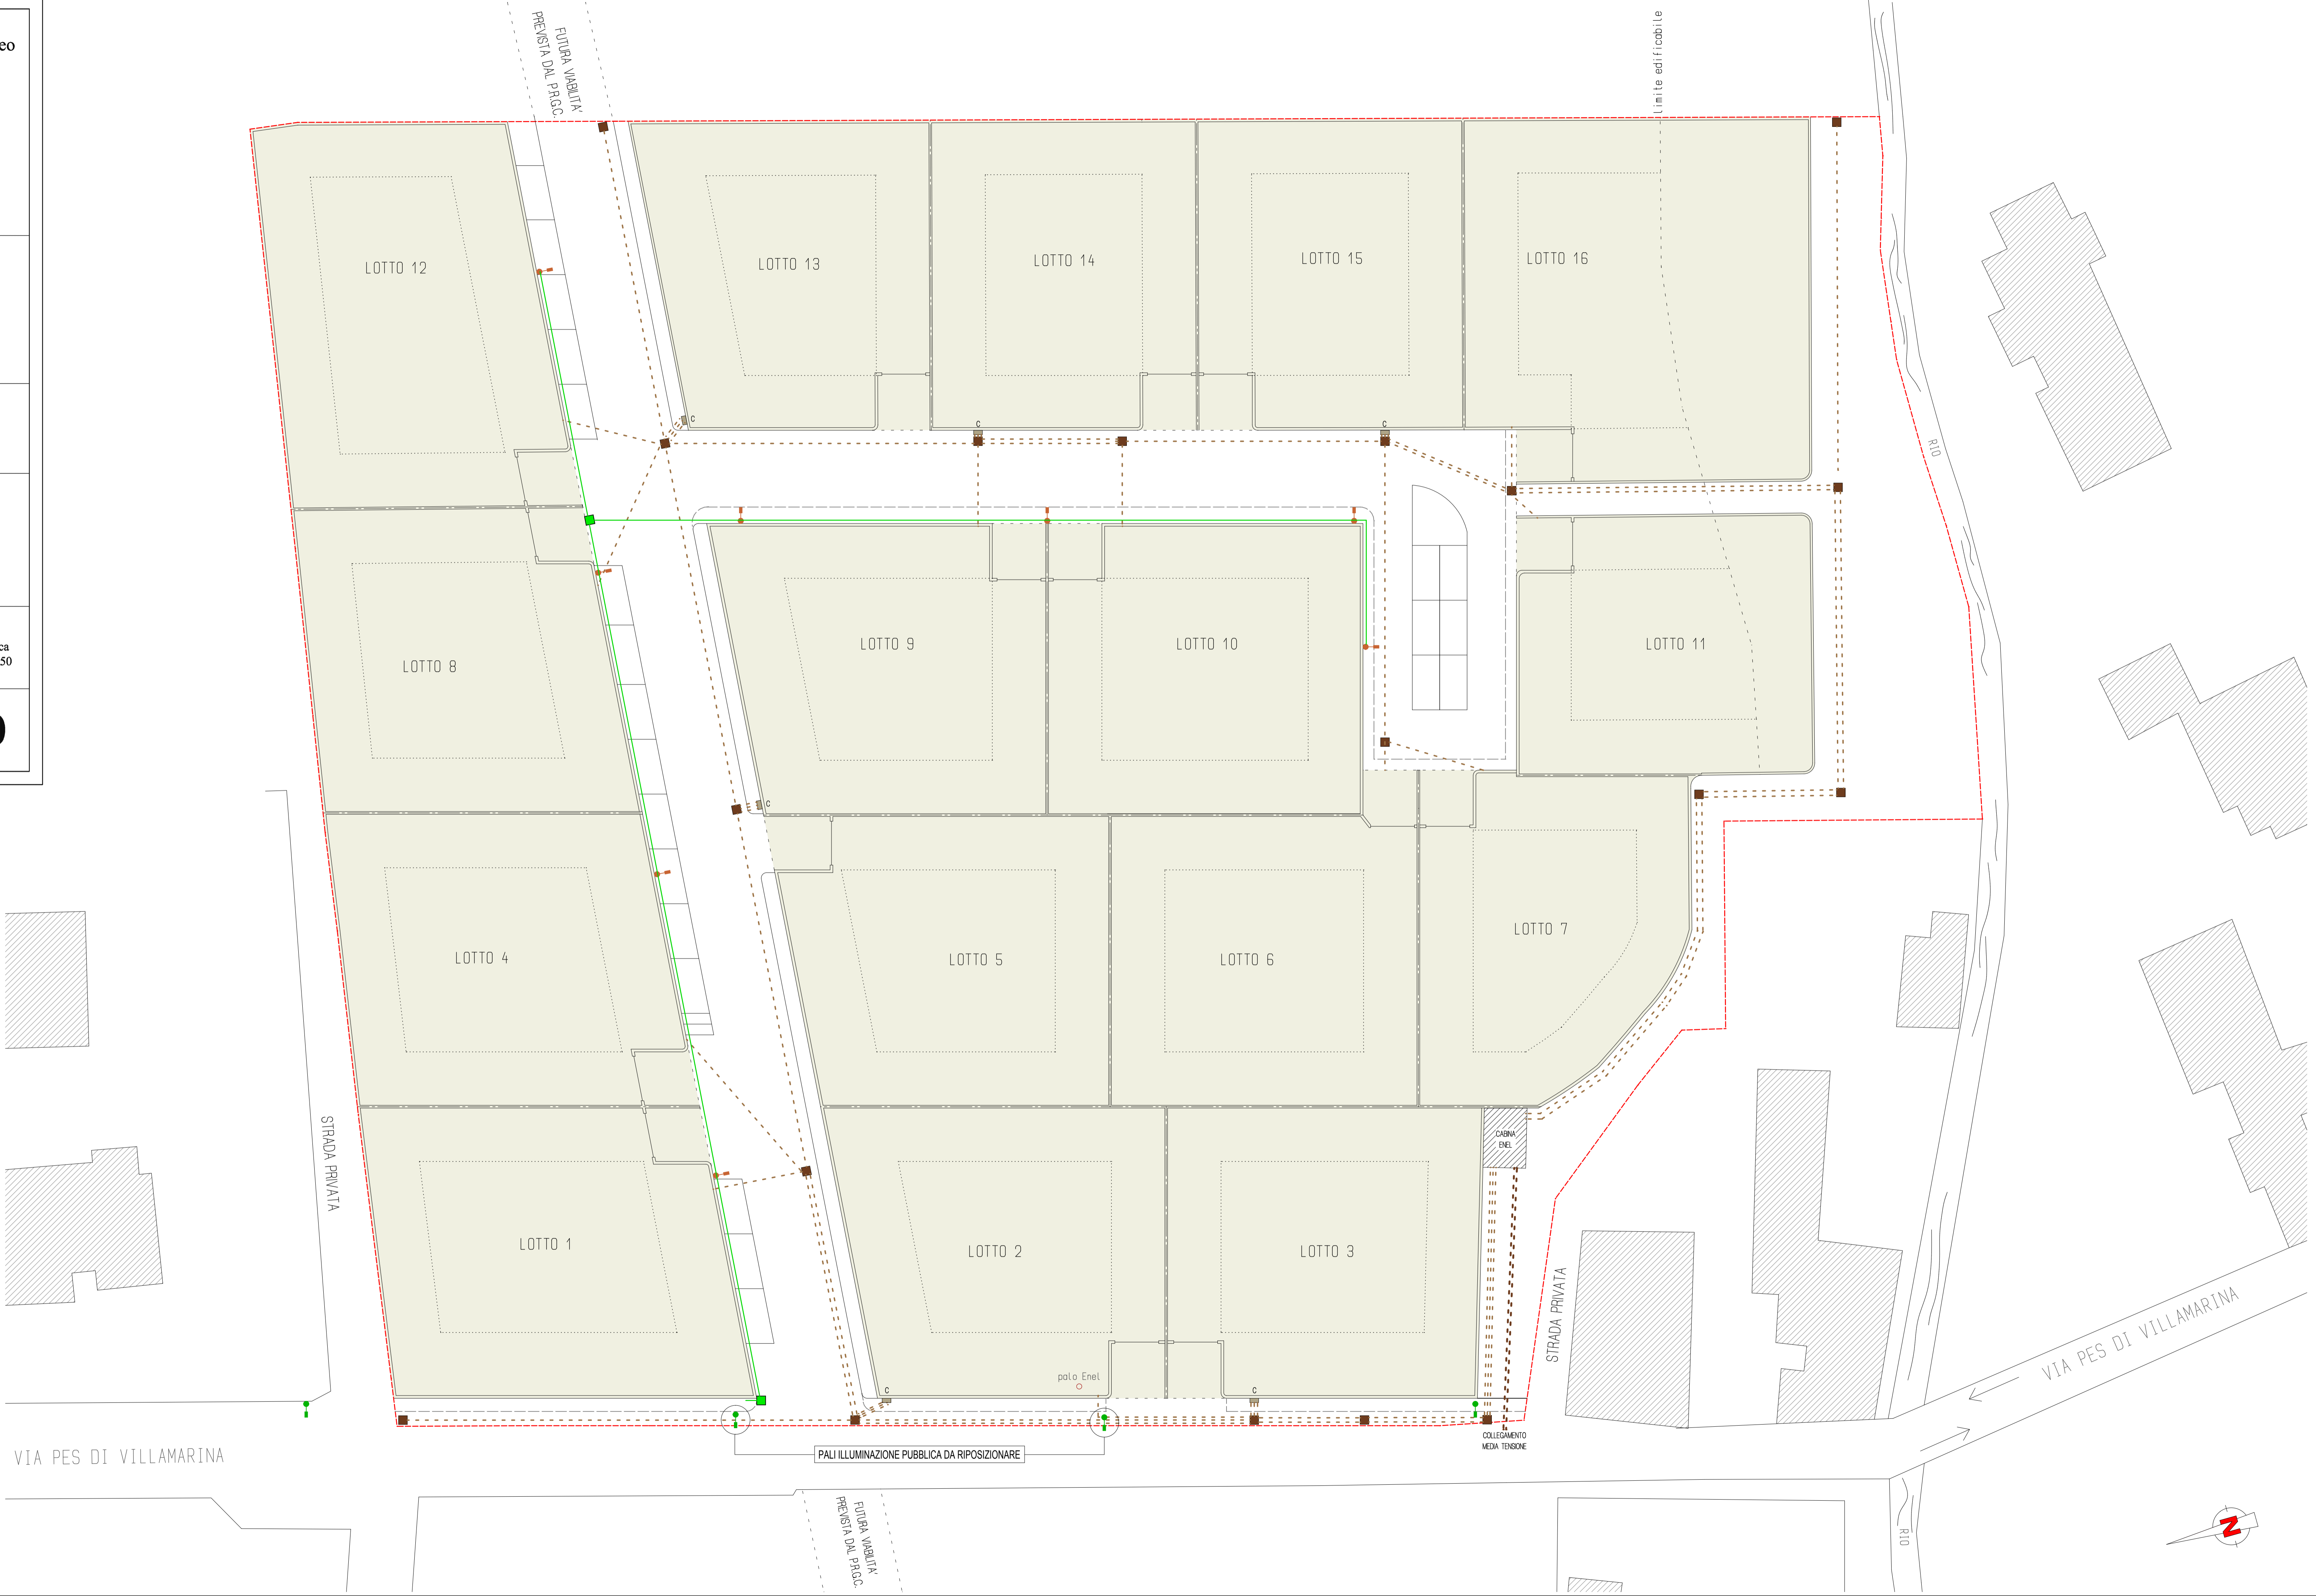 eo
ca
50
FUTURA VIABILITA'
PREVISTA DAL P.R.G.C.
limite edificabile
LOTTO 12
LOTTO 13
LOTTO 14
LOTTO 15
LOTTO 16
C
C
C
RIO
LOTTO 8
LOTTO 9
LOTTO 10
LOTTO 11
C
LOTTO 4
LOTTO 5
LOTTO 6
LOTTO 7
STRADA PRIVATA
CABINA
ENEL
LOTTO 1
LOTTO 2
LOTTO 3
STRADA PRIVATA
palo Enel
C
C
VIA PES DI VILLAMARINA
COLLEGAMENTO
MEDIA TENSIONE
PALI ILLUMINAZIONE PUBBLICA DA RIPOSIZIONARE
VIA PES DI VILLAMARINA
FUTURA VIABILITA'
PREVISTA DAL P.R.G.C.
RIO
N